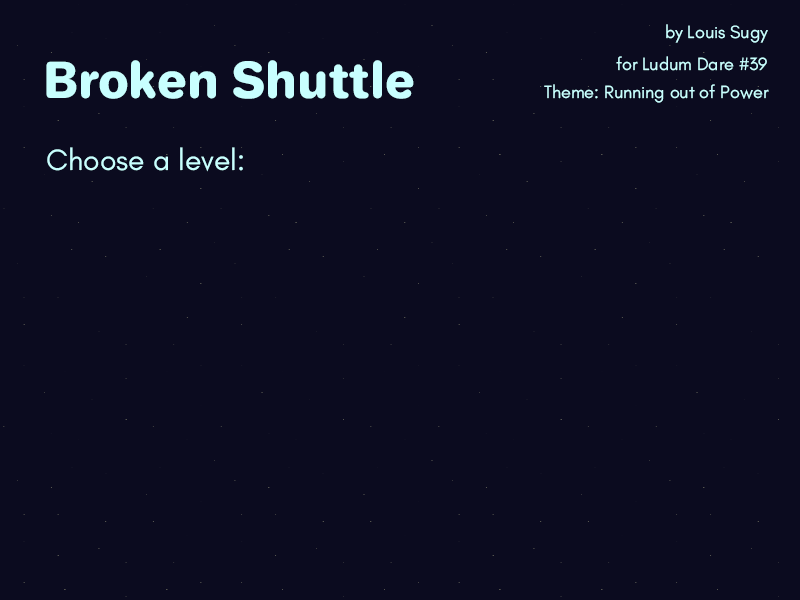 by Louis Sugy
for Ludum Dare #39
Theme: Running out of Power
Broken Shuttle
Choose a level: